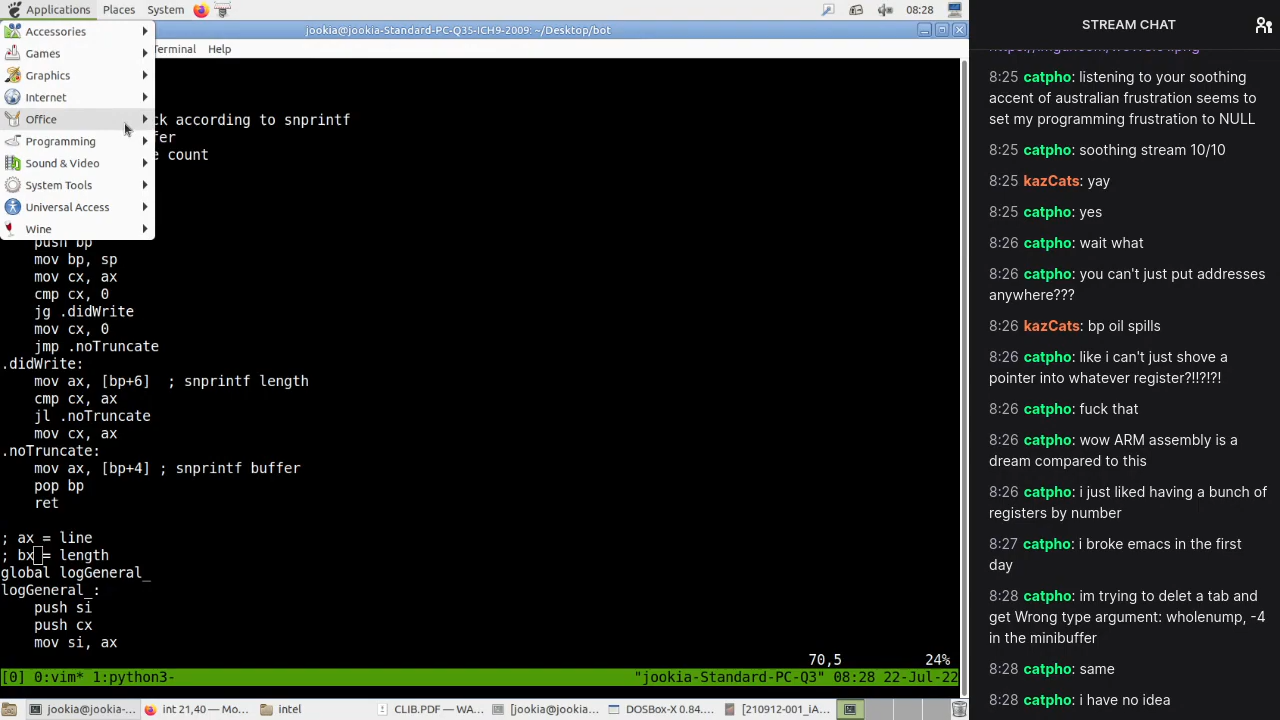 Applications Places System 08:28
Accessories
Games
Graphics
Internet
Office
Programming
Sound & Video
System Tools
Universal Access
Wine
jookia@jookia-Standard-PC-Q35-ICH9-2009: ~/Desktop/bot
Terminal Help
ck according to snprintf
fer
e count
push bp
mov bp, sp
mov cx, ax
cmp cx, 0
jg .didWrite
mov cx, 0
jmp .noTruncate
.didWrite:
mov ax, [bp+6] ; snprintf length
cmp cx, ax
jl .noTruncate
mov cx, ax
.noTruncate:
mov ax, [bp+4] ; snprintf buffer
pop bp
ret
; ax = line
; bx = length
global logGeneral_
logGeneral_:
push si
push cx
mov si, ax
70,5 24%
[0] 0:vim* 1:python3- "jookia-Standard-PC-Q3" 08:28 22-Jul-22
jookia@jookia-... int 21,40 — Mo... intel CLIB.PDF — WA... [jookia@jookia... DOSBox-X 0.84.... [210912-001_iA...
STREAM CHAT
8:25 catpho: listening to your soothing
accent of australian frustration seems to
set my programming frustration to NULL
8:25 catpho: soothing stream 10/10
8:25 kazCats: yay
8:25 catpho: yes
8:26 catpho: wait what
8:26 catpho: you can't just put addresses
anywhere???
8:26 kazCats: bp oil spills
8:26 catpho: like i can't just shove a
pointer into whatever register?!!?!?!
8:26 catpho: fuck that
8:26 catpho: wow ARM assembly is a
dream compared to this
8:26 catpho: i just liked having a bunch of
registers by number
8:27 catpho: i broke emacs in the first
day
8:28 catpho: im trying to delet a tab and
get Wrong type argument: wholenump, -4
in the minibuffer
8:28 catpho: same
8:28 catpho: i have no idea